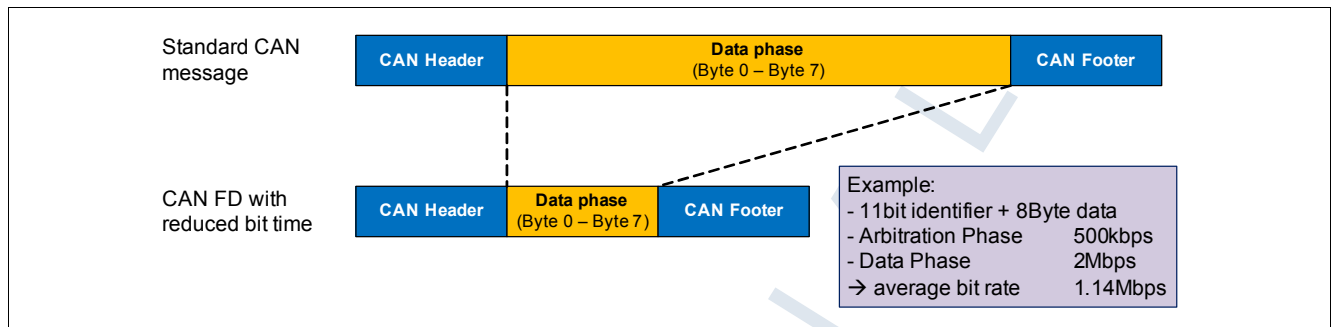 Standard CAN
message
CAN Header
Data phase
(Byte 0 – Byte 7)
CAN Footer
CAN FD with
reduced bit time
CAN Header
Data phase
(Byte 0 – Byte 7)
CAN Footer
Example:
- 11bit identifier + 8Byte data
- Arbitration Phase 500kbps
- Data Phase 2Mbps
→ average bit rate 1.14Mbps